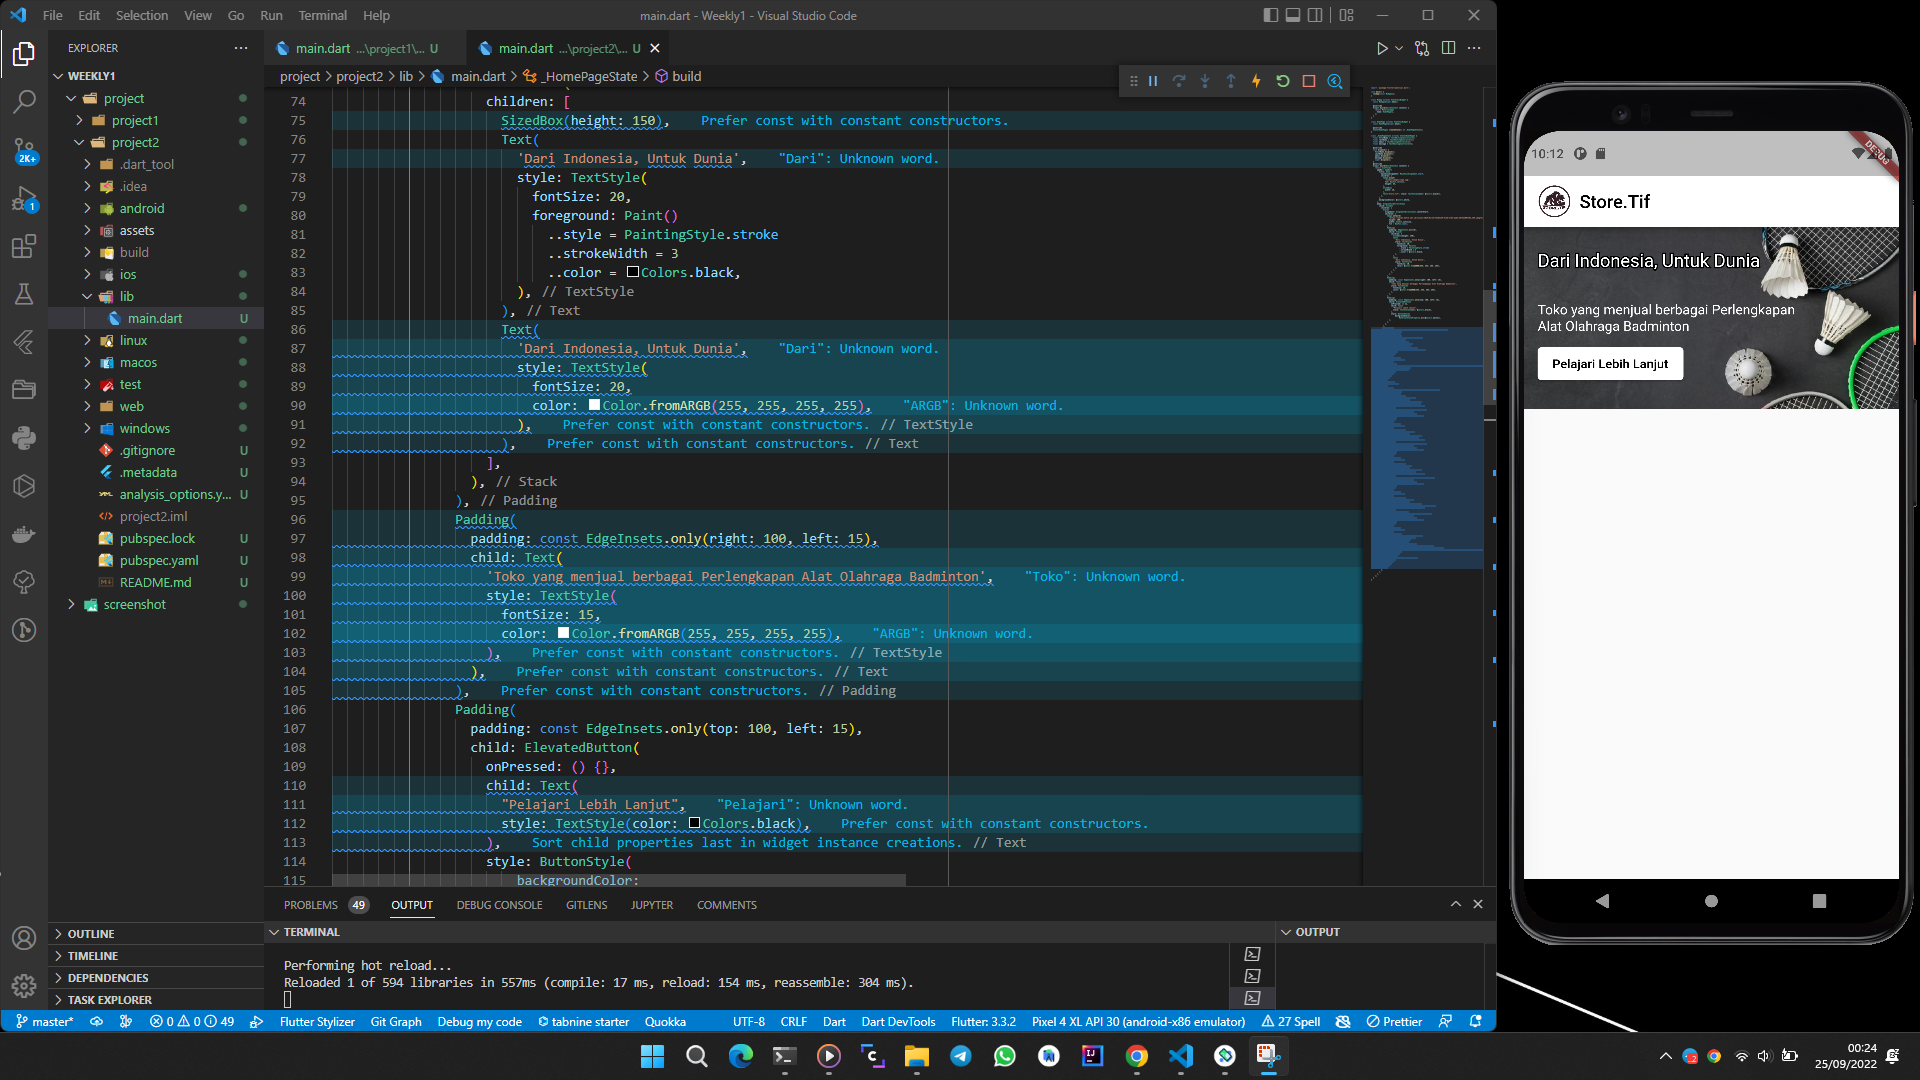 File Edit Selection View Go Run Terminal Help
main.dart - Weekly1 - Visual Studio Code
EXPLORER
WEEKLY1
project
project1
project2
.dart_tool
.idea
android
assets
build
ios
lib
main.dart U
linux
macos
test
web
windows
.gitignore U
.metadata U
analysis_options.y... U
project2.iml
pubspec.lock U
pubspec.yaml U
README.md U
screenshot
OUTLINE
TIMELINE
DEPENDENCIES
TASK EXPLORER
2K+
1
main.dart ...\project1\... U
main.dart ...\project2\... U
project > project2 > lib > main.dart > _HomePageState > build
74 children: [
75 SizedBox(height: 150), Prefer const with constant constructors.
76 Text(
77 'Dari Indonesia, Untuk Dunia', "Dari": Unknown word.
78 style: TextStyle(
79 fontSize: 20,
80 foreground: Paint()
81 ..style = PaintingStyle.stroke
82 ..strokeWidth = 3
83 ..color = Colors.black,
84 ), // TextStyle
85 ), // Text
86 Text(
87 'Dari Indonesia, Untuk Dunia', "Dari": Unknown word.
88 style: TextStyle(
89 fontSize: 20,
90 color: Color.fromARGB(255, 255, 255, 255), "ARGB": Unknown word.
91 ), Prefer const with constant constructors. // TextStyle
92 ), Prefer const with constant constructors. // Text
93 ],
94 ), // Stack
95 ), // Padding
96 Padding(
97 padding: const EdgeInsets.only(right: 100, left: 15),
98 child: Text(
99 'Toko yang menjual berbagai Perlengkapan Alat Olahraga Badminton', "Toko": Unknown word.
100 style: TextStyle(
101 fontSize: 15,
102 color: Color.fromARGB(255, 255, 255, 255), "ARGB": Unknown word.
103 ), Prefer const with constant constructors. // TextStyle
104 ), Prefer const with constant constructors. // Text
105 ), Prefer const with constant constructors. // Padding
106 Padding(
107 padding: const EdgeInsets.only(top: 100, left: 15),
108 child: ElevatedButton(
109 onPressed: () {},
110 child: Text(
111 "Pelajari Lebih Lanjut", "Pelajari": Unknown word.
112 style: TextStyle(color: Colors.black), Prefer const with constant constructors.
113 ), Sort child properties last in widget instance creations. // Text
114 style: ButtonStyle(
115 backgroundColor:
PROBLEMS 49 OUTPUT DEBUG CONSOLE GITLENS JUPYTER COMMENTS
TERMINAL
OUTPUT
Performing hot reload...
Reloaded 1 of 594 libraries in 557ms (compile: 17 ms, reload: 154 ms, reassemble: 304 ms).
master* 0 0 49 Flutter Stylizer Git Graph Debug my code tabnine starter Quokka UTF-8 CRLF Dart Dart DevTools Flutter: 3.3.2 Pixel 4 XL API 30 (android-x86 emulator) 27 Spell Prettier
10:12
DEBUG
Store.Tif
Dari Indonesia, Untuk Dunia
Toko yang menjual berbagai Perlengkapan
Alat Olahraga Badminton
Pelajari Lebih Lanjut
00:24
25/09/2022